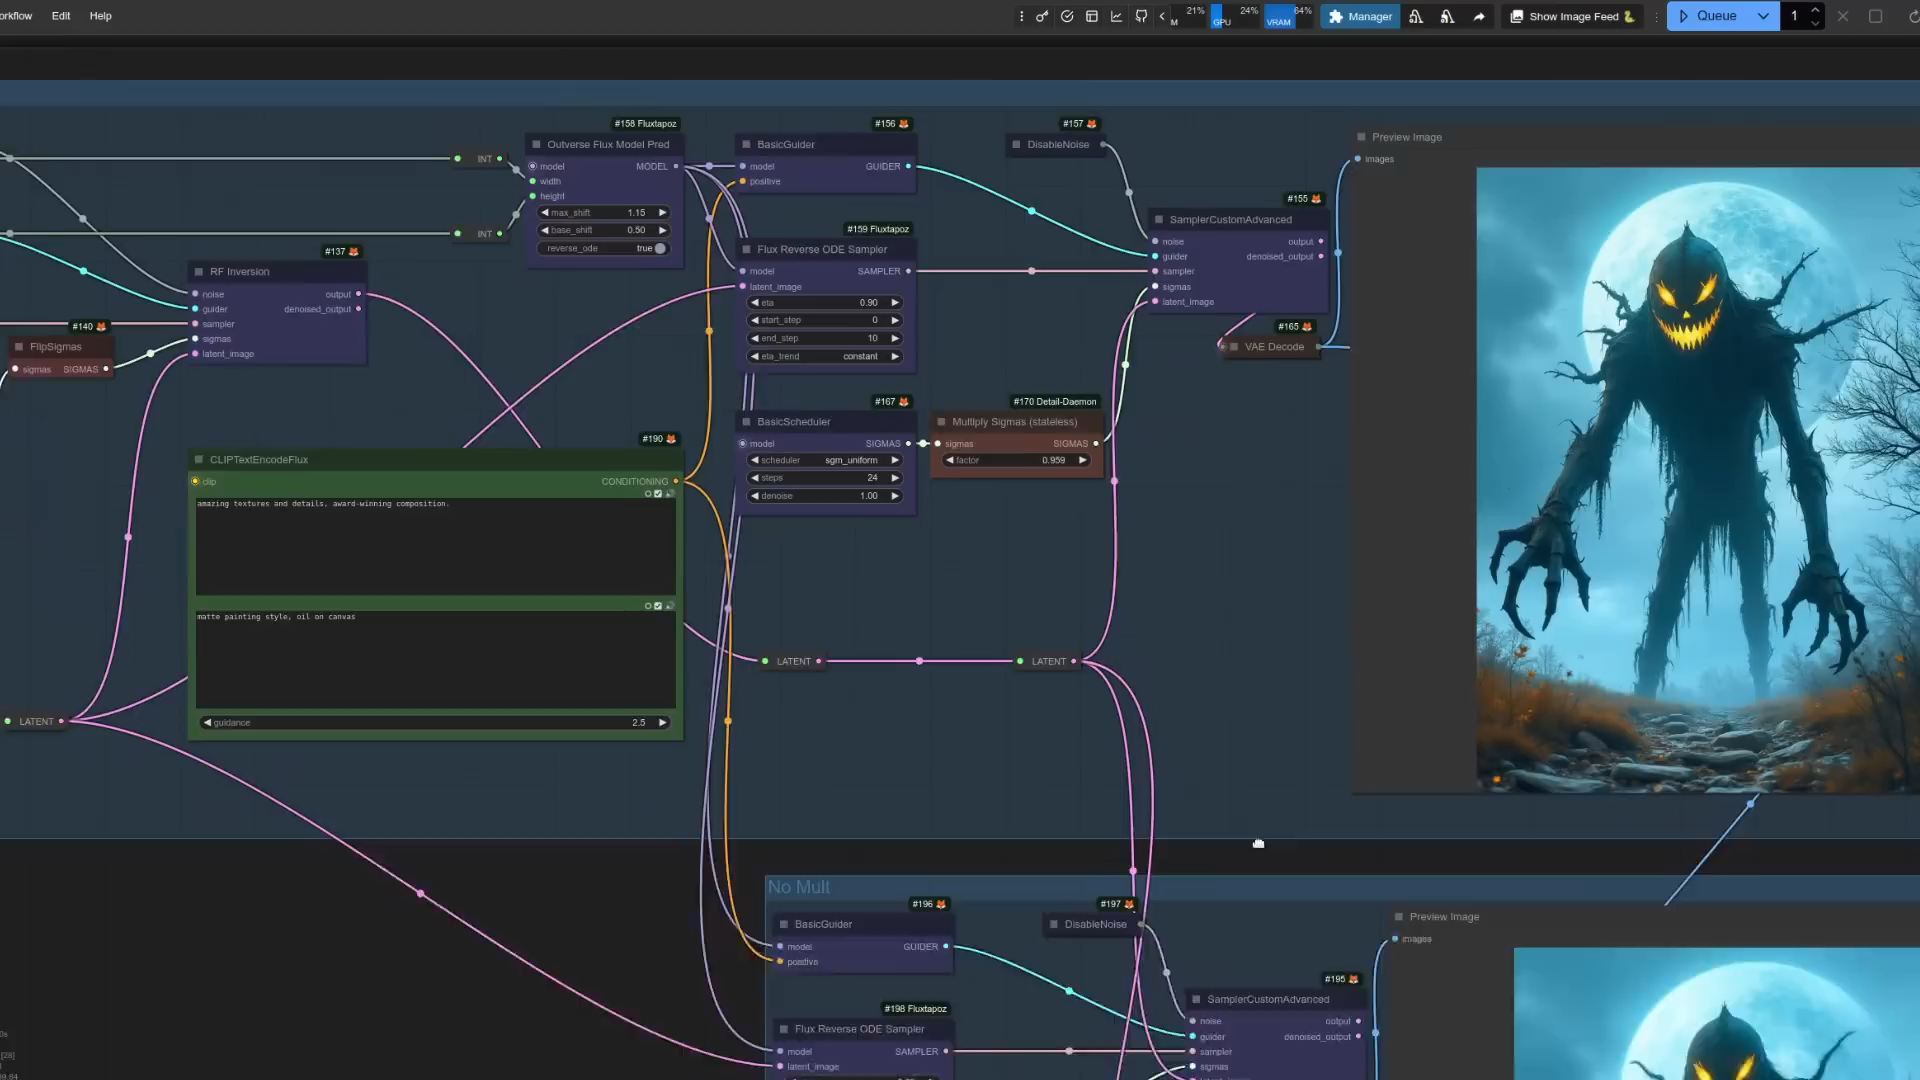 orkflow Edit Help
M 21% GPU 24% VRAM 64% Manager Show Image Feed Queue 1
#158 Fluxtapoz
Outverse Flux Model Pred
model MODEL
width
height
max_shift 1.15
base_shift 0.50
reverse_ode true
INT
INT
#156
BasicGuider
model GUIDER
positive
#157
DisableNoise
Preview Image
images
#155
SamplerCustomAdvanced
noise output
guider denoised_output
sampler
sigmas
latent_image
#159 Fluxtapoz
Flux Reverse ODE Sampler
model SAMPLER
latent_image
eta 0.90
start_step 0
end_step 10
eta_trend constant
#137
RF Inversion
noise output
guider denoised_output
sampler
sigmas
latent_image
#140
FlipSigmas
sigmas SIGMAS
#165
VAE Decode
#167
BasicScheduler
model SIGMAS
scheduler sgm_uniform
steps 24
denoise 1.00
#170 Detail-Daemon
Multiply Sigmas (stateless)
sigmas SIGMAS
factor 0.959
#190
CLIPTextEncodeFlux
clip CONDITIONING
amazing textures and details, award-winning composition.
matte painting style, oil on canvas
guidance 2.5
LATENT
LATENT
LATENT
No Mult
#196
BasicGuider
model GUIDER
positive
#197
DisableNoise
Preview Image
images
#195
SamplerCustomAdvanced
noise output
guider denoised_output
sampler
sigmas
#198 Fluxtapoz
Flux Reverse ODE Sampler
model SAMPLER
latent_image